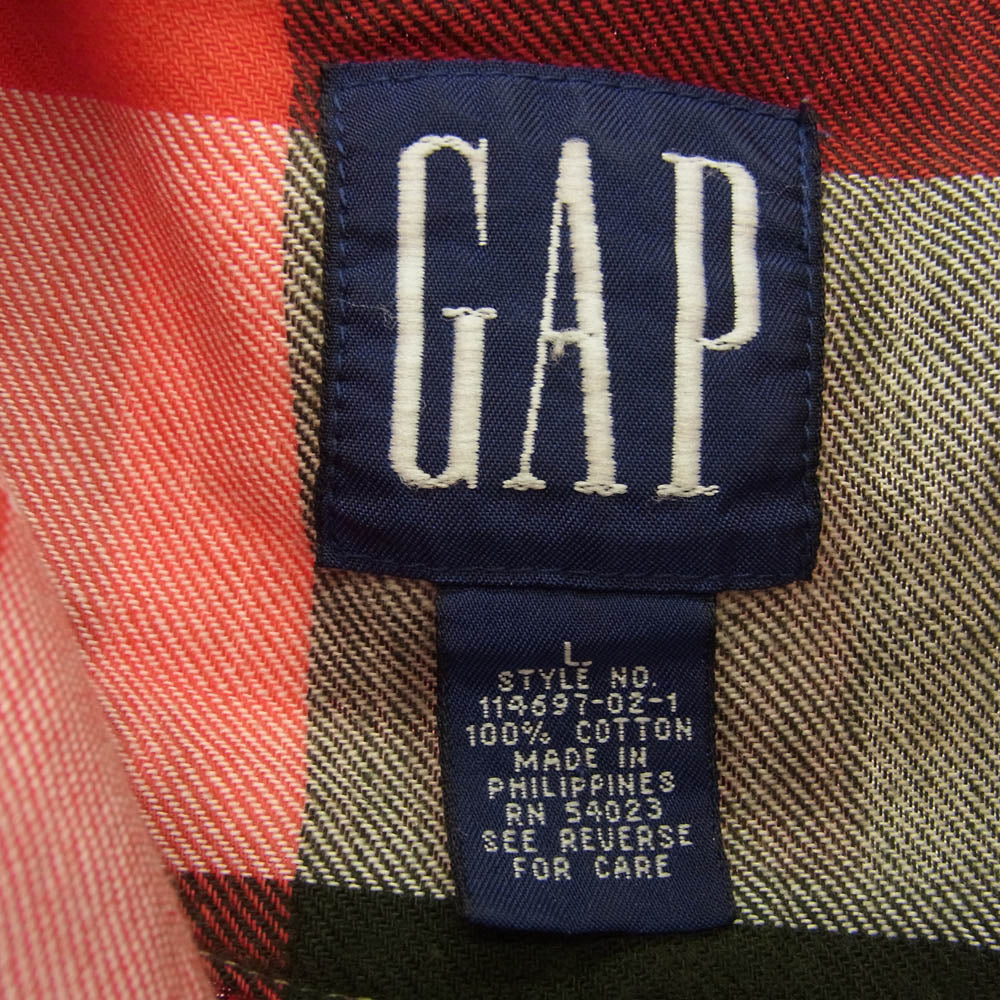 GAP
L.
STYLE NO.
114697-02-1
100% COTTON
MADE IN
PHILIPPINES
RN 54023
SEE REVERSE
FOR CARE